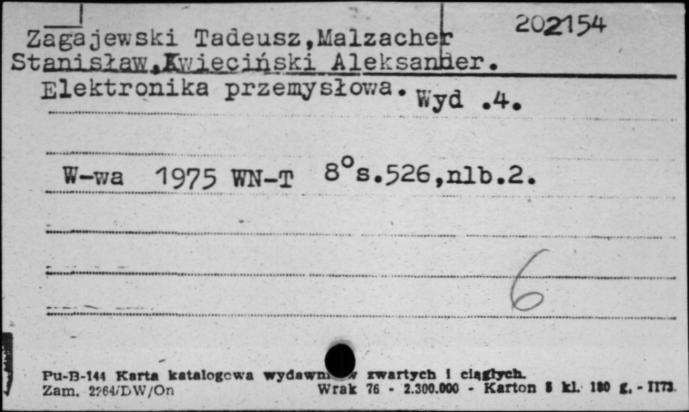 202154
Zagajewski Tadeusz,Malzacher
Stanisław,Kwieciński Aleksander.
Elektronika przemysłowa. Wyd .4.
W-wa 1975 WN-T 8°s.526,nlb.2.
6
Pu-B-144 Karta katalogowa wydawni w zwartych i ciągłych.
Zam. 2264/DW/On Wrak 76 - 2.300.000 - Karton 8 kl. 180 g. - 1173.